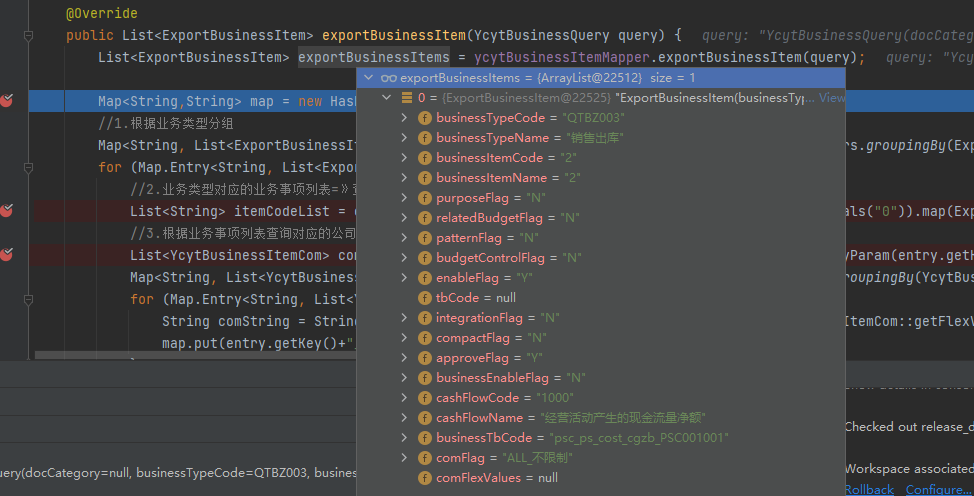 @Override
public List<ExportBusinessItem> exportBusinessItem(YcytBusinessQuery query) {   query: "YcytBusinessQuery(docCateg
List<ExportBusinessItem> exportBusinessItems = ycytBusinessItemMapper.exportBusinessItem(query);   query: "Ycy
exportBusinessItems = {ArrayList@22512}  size = 1
Map<String,String> map = new Has
0 = {ExportBusinessItem@22525} "ExportBusinessItem(businessTy... View
businessTypeCode = "QTBZ003"
//1.根据业务类型分组
businessTypeName = "销售出库"
Map<String, List<ExportBusinessI
rs.groupingBy(Exp
businessItemCode = "2"
for (Map.Entry<String, List<Expo
businessItemName = "2"
//2.业务类型对应的业务事项列表=》
purposeFlag = "N"
List<String> itemCodeList =
als("0")).map(Exp
relatedBudgetFlag = "N"
//3.根据业务事项列表查询对应的公司
patternFlag = "N"
List<YcytBusinessItemCom> com
yParam(entry.getK
budgetControlFlag = "N"
Map<String, List<YcytBusines
oupingBy(YcytBus
enableFlag = "Y"
for (Map.Entry<String, List<Y
tbCode = null
String comString = String
ItemCom::getFlexV
integrationFlag = "N"
map.put(entry.getKey()+"
compactFlag = "N"
approveFlag = "Y"
businessEnableFlag = "N"
cashFlowCode = "1000"
cashFlowName = "经营活动产生的现金流量净额"
Checked out release_d
businessTbCode = "psc_ps_cost_cgzb_PSC001001"
comFlag = "ALL_不限制"
uery(docCategory=null, businessTypeCode=QTBZ003, busines
Workspace associated
comFlexValues = null
Rollback  Configure...